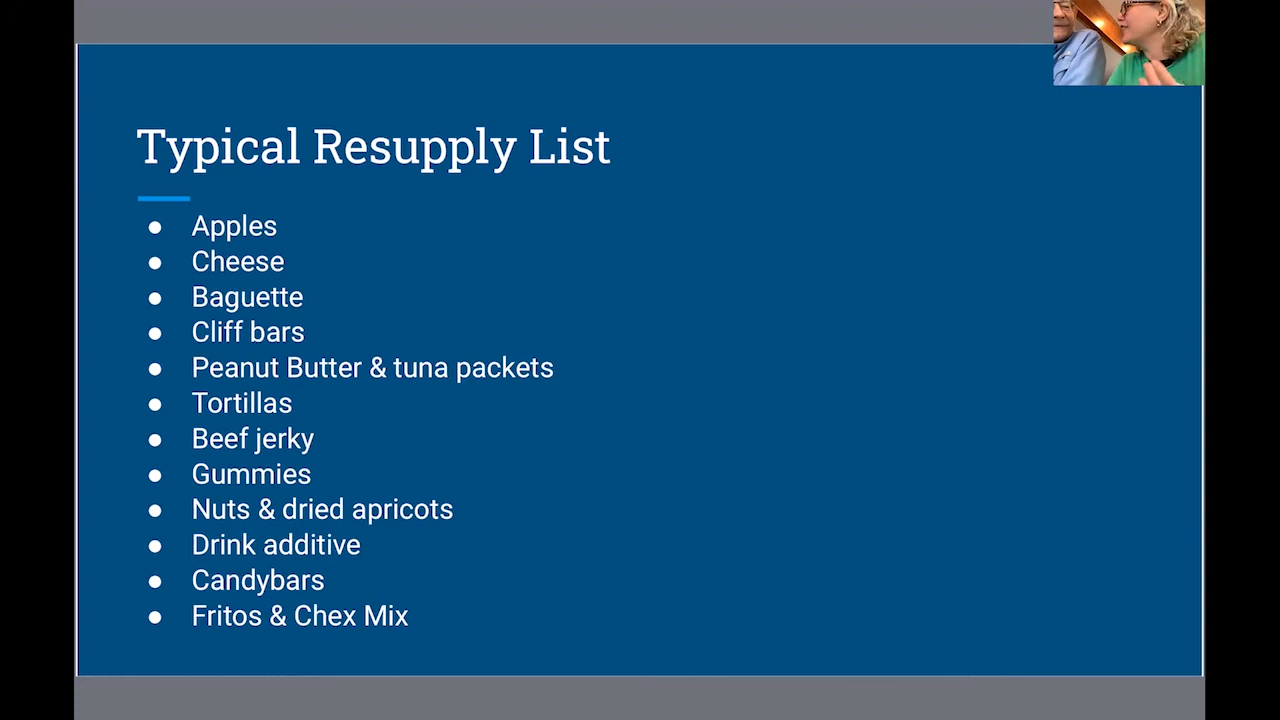 Typical Resupply List
● Apples
● Cheese
● Baguette
● Cliff bars
● Peanut Butter & tuna packets
● Tortillas
● Beef jerky
● Gummies
● Nuts & dried apricots
● Drink additive
● Candybars
● Fritos & Chex Mix